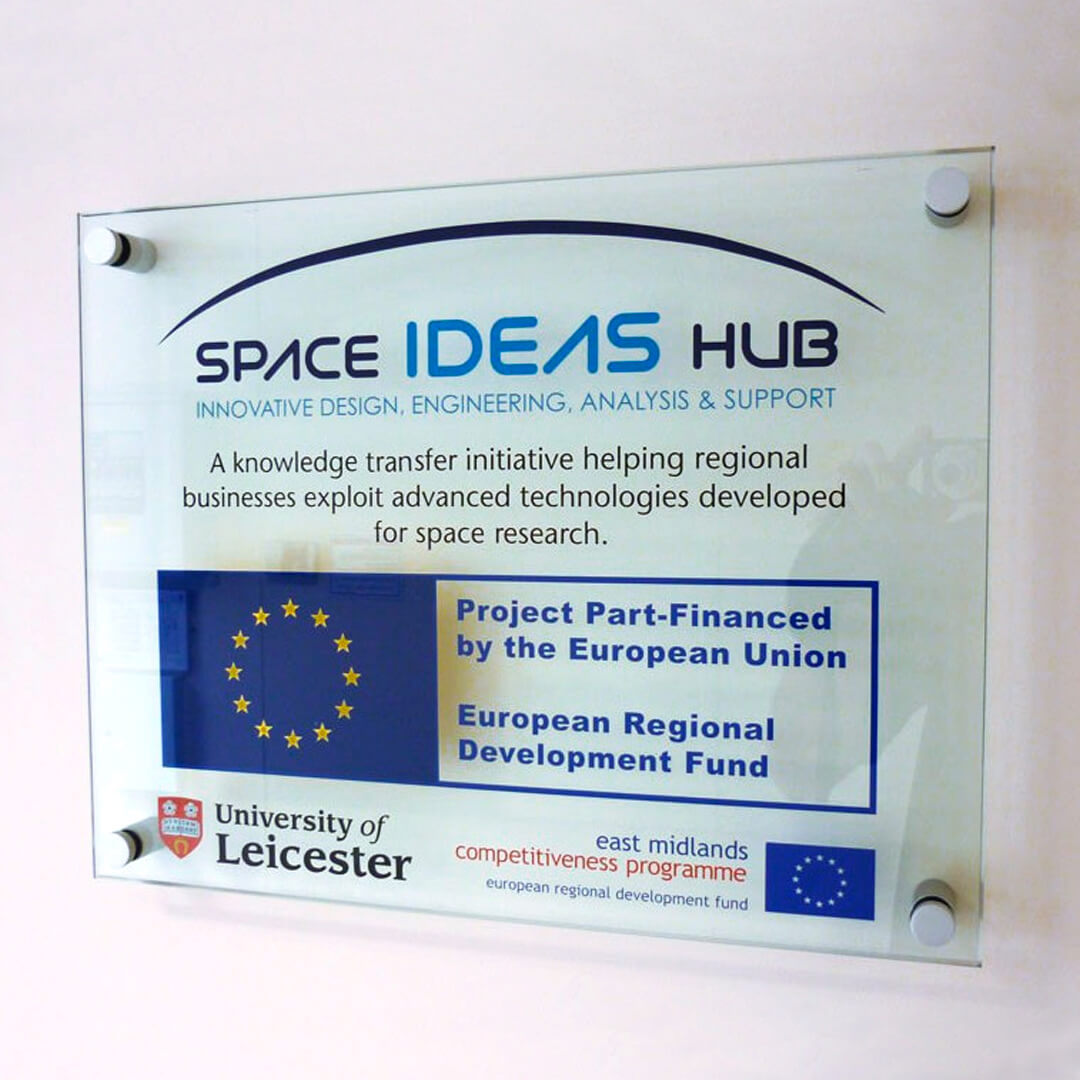 SPACE IDEAS HUB
INNOVATIVE DESIGN, ENGINEERING, ANALYSIS & SUPPORT
A knowledge transfer initiative helping regional
businesses exploit advanced technologies developed
for space research.
Project Part-Financed
by the European Union
European Regional
Development Fund
University of
Leicester
east midlands
competitiveness programme
european regional development fund